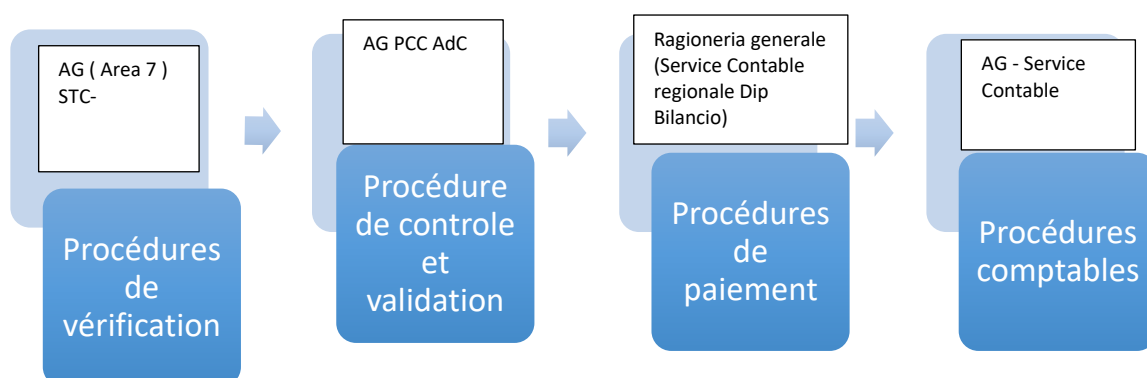 AG ( Area 7 )
STC-
Procédures
de
vérification
AG PCC AdC
Procédure
de controle
et
validation
Ragioneria generale
(Service Contable
regionale Dip
Bilancio)
Procédures
de
paiement
AG - Service
Contable
Procédures
comptables